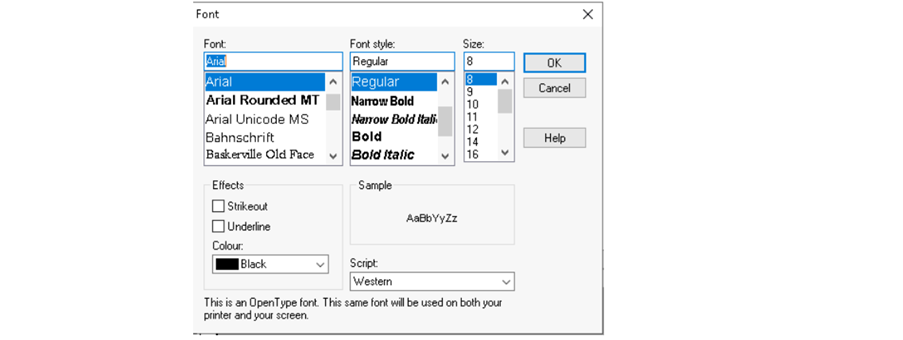 Font
Font: Font style: Size:
Arial Regular 8 OK
Arial Regular 8 Cancel
Arial Rounded MT Narrow Bold 9
Arial Unicode MS Narrow Bold Itali 10
Bahnschrift Bold 11
Baskerville Old Face Bold Italic 12
14
16
Help
Effects
Strikeout
Underline
Colour:
Black
Sample
AaBbYyZz
Script:
Western
This is an OpenType font. This same font will be used on both your
printer and your screen.